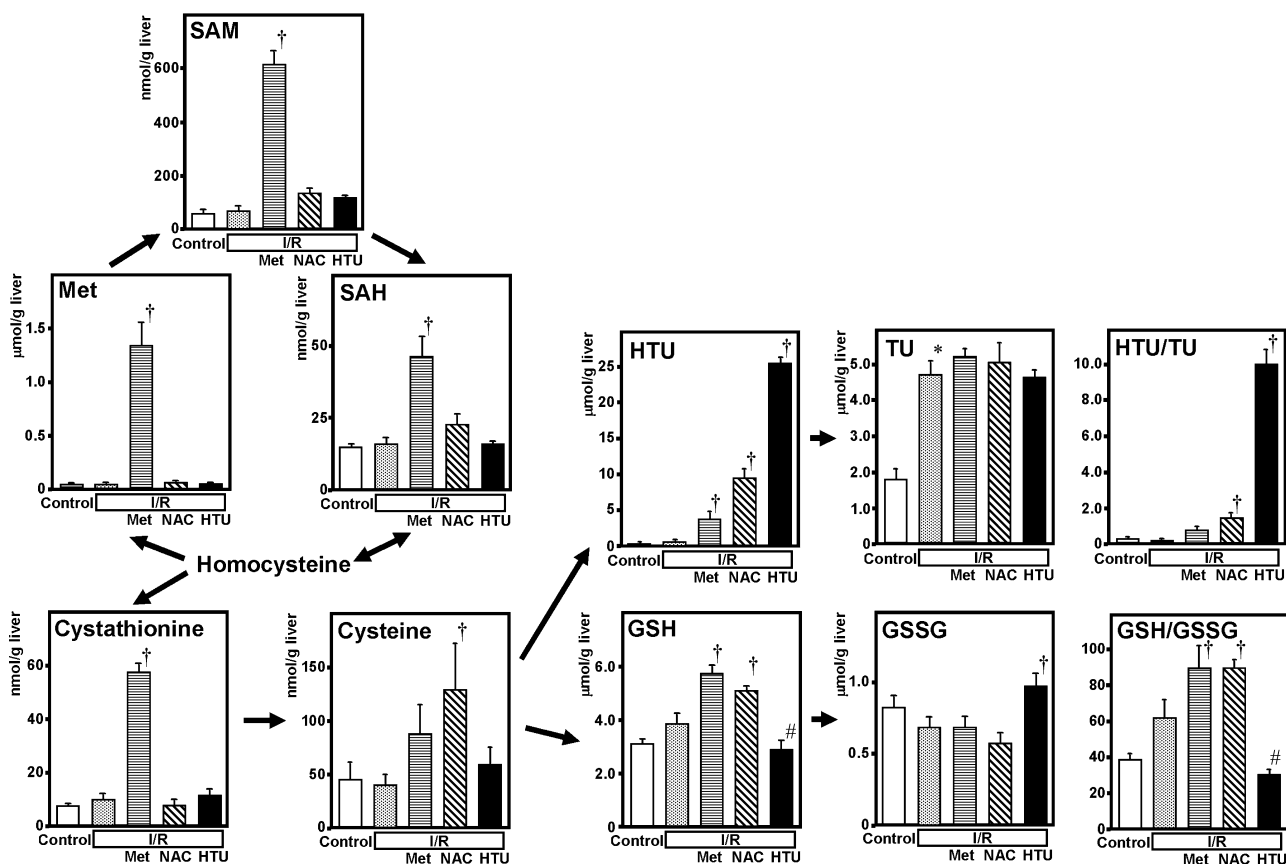 SAM
nmol/g liver
600
400
200
0
†
Control
I/R
Met NAC HTU
Met
μmol/g liver
1.5
1.0
0.5
0
†
Control
I/R
Met NAC HTU
SAH
nmol/g liver
50
25
0
†
Control
I/R
Met NAC HTU
HTU
μmol/g liver
25
20
15
10
5
0
† † †
Control
I/R
Met NAC HTU
TU
μmol/g liver
5.0
4.0
3.0
2.0
1.0
0
*
Control
I/R
Met NAC HTU
HTU/TU
10.0
8.0
6.0
4.0
2.0
0
† †
Control
I/R
Met NAC HTU
Homocysteine
Cystathionine
nmol/g liver
60
40
20
0
†
Control
I/R
Met NAC HTU
Cysteine
nmol/g liver
150
100
50
0
†
Control
I/R
Met NAC HTU
GSH
μmol/g liver
6.0
4.0
2.0
0
† † #
Control
I/R
Met NAC HTU
GSSG
μmol/g liver
1.0
0.5
0
†
Control
I/R
Met NAC HTU
GSH/GSSG
100
80
60
40
20
0
† † #
Control
I/R
Met NAC HTU